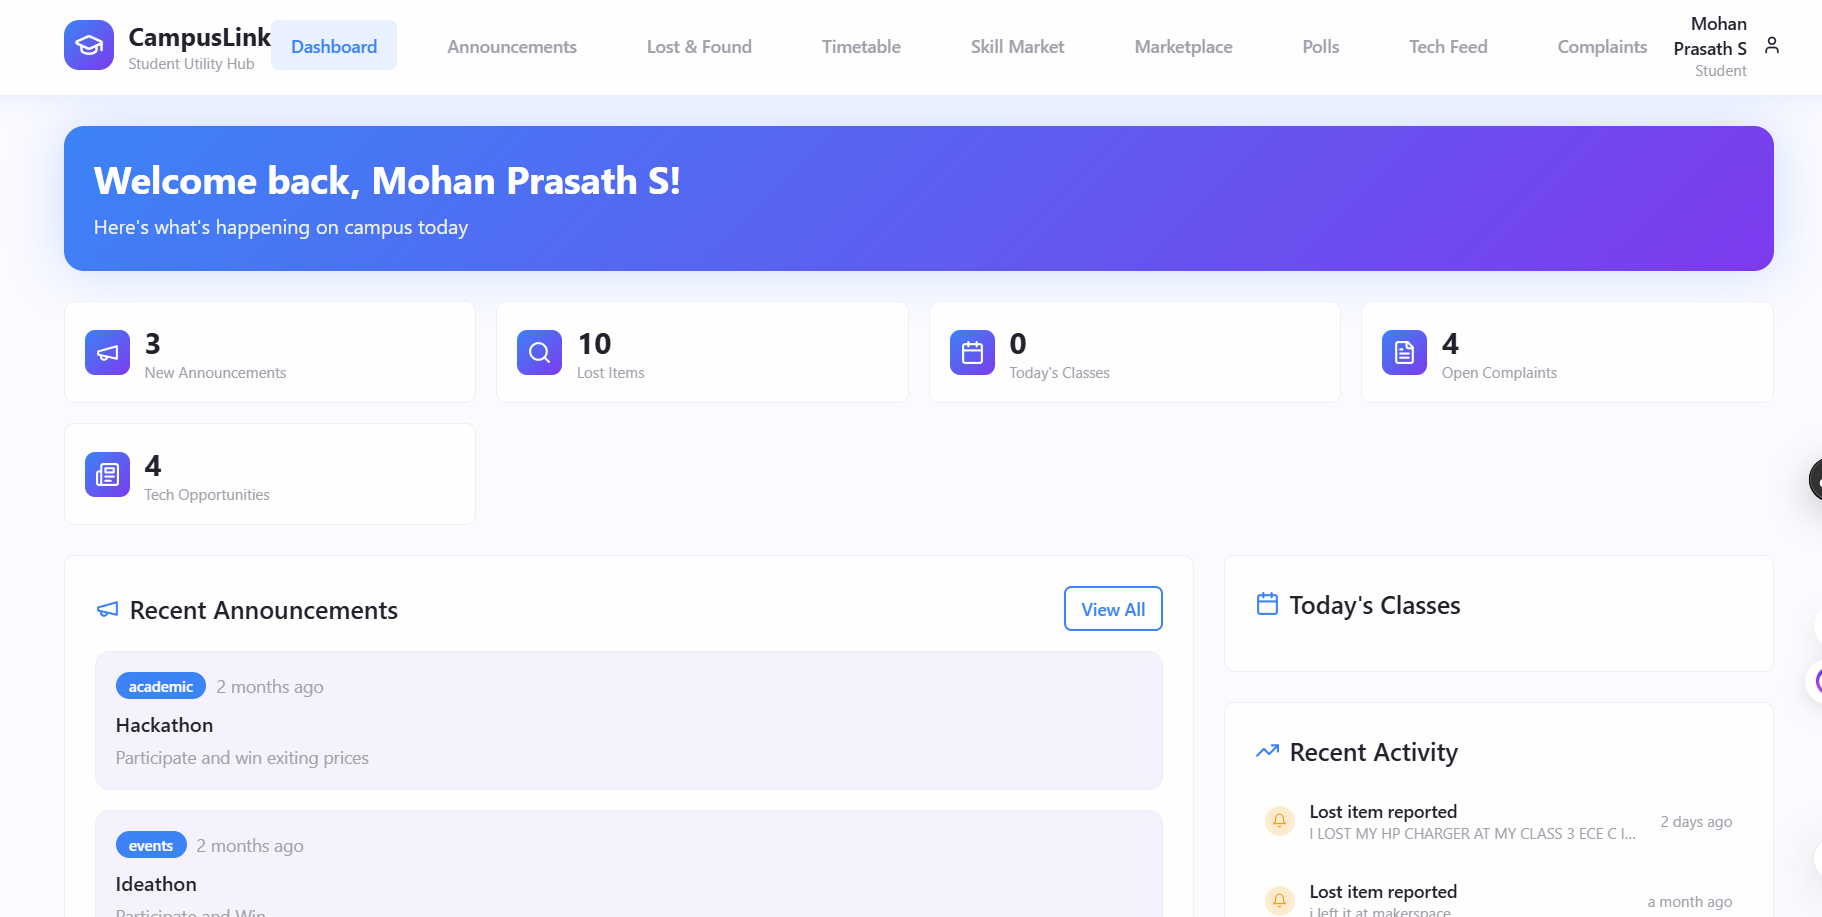 CampusLink
Student Utility Hub
Dashboard
Announcements
Lost & Found
Timetable
Skill Market
Marketplace
Polls
Tech Feed
Complaints
Mohan
Prasath S
Student
Welcome back, Mohan Prasath S!
Here's what's happening on campus today
3
New Announcements
10
Lost Items
0
Today's Classes
4
Open Complaints
4
Tech Opportunities
Recent Announcements
View All
academic
2 months ago
Hackathon
Participate and win exiting prices
events
2 months ago
Ideathon
Participate and Win
Today's Classes
Recent Activity
Lost item reported
I LOST MY HP CHARGER AT MY CLASS 3 ECE C I...
2 days ago
Lost item reported
i left it at makerspace
a month ago